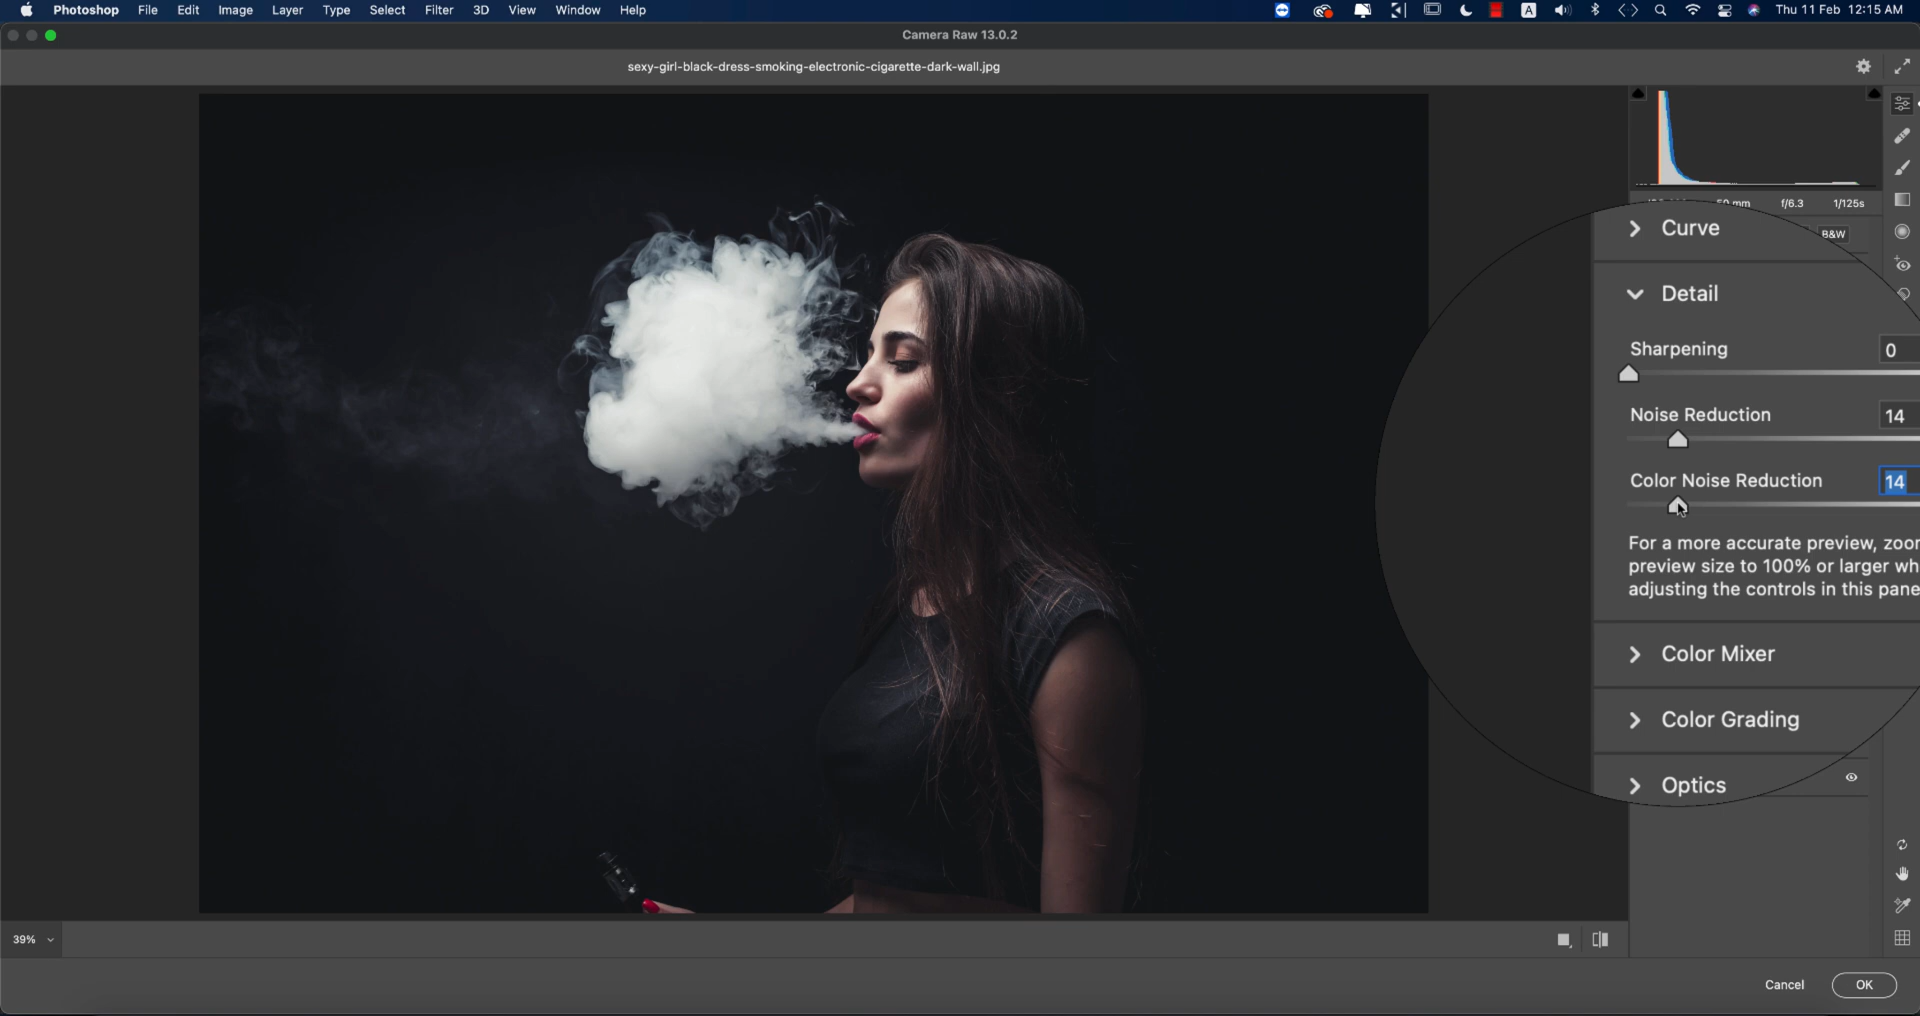 Photoshop File Edit Image Layer Type Select Filter 3D View Window Help A Thu 11 Feb 12:15 AM
Camera Raw 13.0.2
sexy-girl-black-dress-smoking-electronic-cigarette-dark-wall.jpg
50 mm f/6.3 1/125s
Curve
B&W
Detail
Sharpening 0
Noise Reduction 14
Color Noise Reduction 14
For a more accurate preview, zoo
preview size to 100% or larger wh
adjusting the controls in this pane
Color Mixer
Color Grading
Optics
39%
Cancel OK